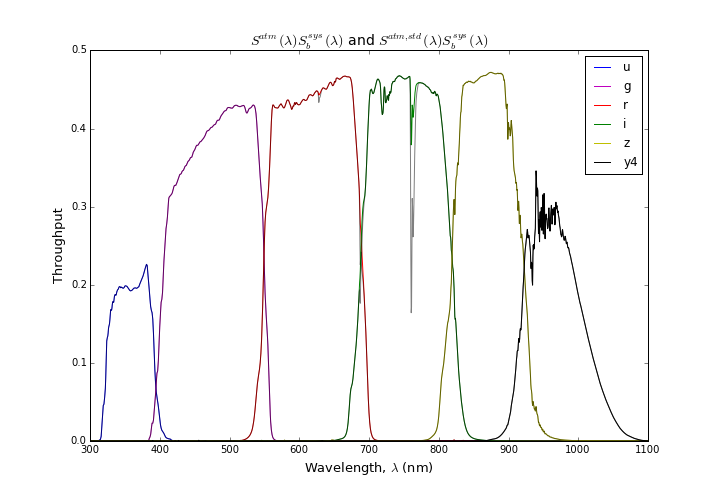 S^{atm}(λ)S_b^{sys}(λ) and S^{atm,std}(λ)S_b^{sys}(λ)
0.5
0.4
0.3
0.2
0.1
0.0
Throughput
u
g
r
i
z
y4
300 400 500 600 700 800 900 1000 1100
Wavelength, λ (nm)